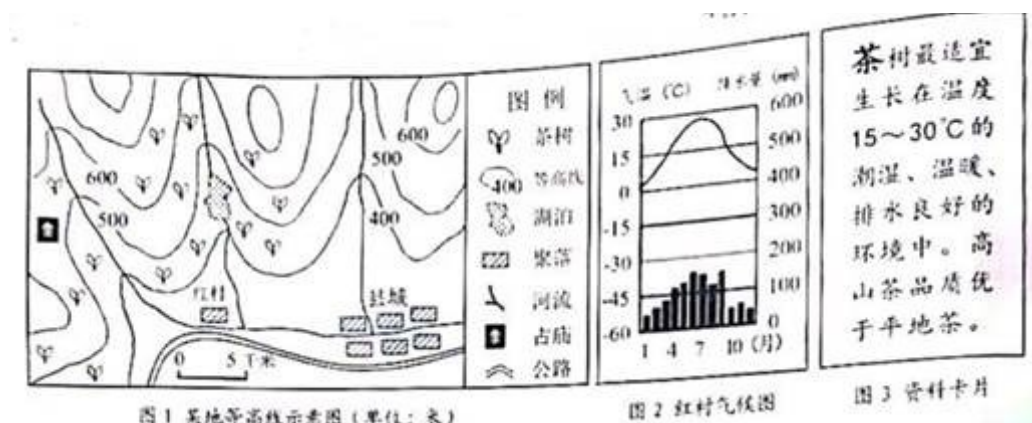 600
600
500
500
400
红村
县城
0 5 千米
图例
茶树
400 等高线
湖泊
聚落
河流
古庙
公路
图1 某地等高线示意图(单位:米)
气温(℃) 降水量(mm)
30
15
0
-15
-30
-45
-60
600
500
400
300
200
100
0
1 4 7 10(月)
图2 红村气候图
茶树最适宜
生长在温度
15～30℃的
潮湿、温暖、
排水良好的
环境中。高
山茶品质优
于平地茶。
图3 资料卡片